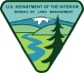 U.S. DEPARTMENT OF THE INTERIOR
BUREAU OF LAND MANAGEMENT